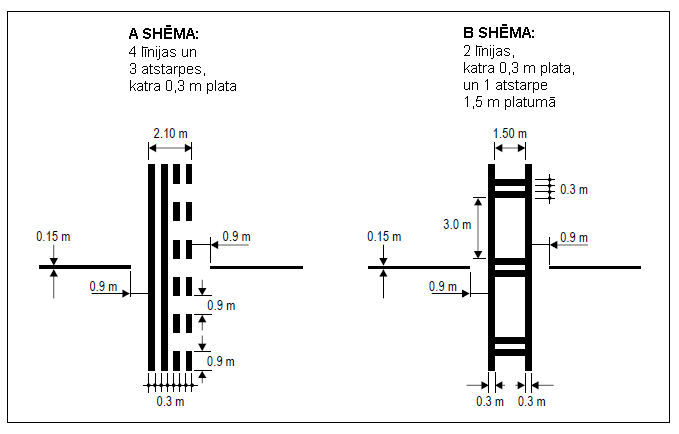 A SHĒMA:
4 līnijas un
3 atstarpes,
katra 0,3 m plata
2.10 m
0.15 m
0.9 m
0.9 m
0.9 m
0.9 m
0.3 m
B SHĒMA:
2 līnijas,
katra 0,3 m plata,
un 1 atstarpe
1,5 m platumā
1.50 m
0.3 m
3.0 m
0.15 m
0.9 m
0.9 m
0.3 m
0.3 m